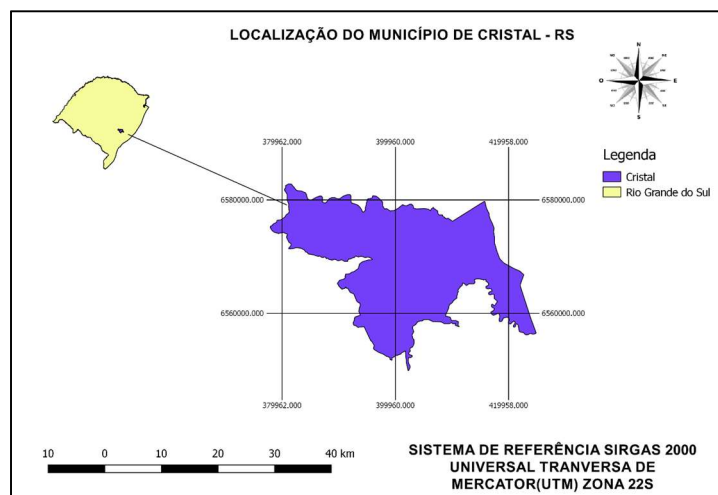 LOCALIZAÇÃO DO MUNICÍPIO DE CRISTAL - RS
N
O
E
S
Legenda
Cristal
Rio Grande do Sul
379962.000 399960.000 419958.000
6580000.000 6580000.000
6560000.000 6560000.000
379962.000 399960.000 419958.000
10 0 10 20 30 40 km
SISTEMA DE REFERÊNCIA SIRGAS 2000
UNIVERSAL TRANVERSA DE
MERCATOR(UTM) ZONA 22S